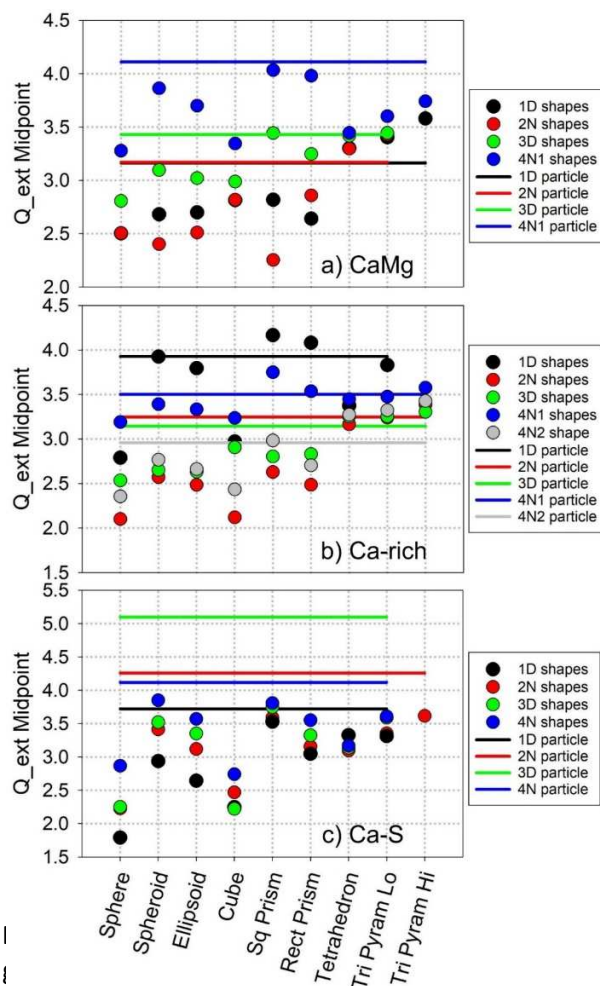 4.5
4.0
3.5
3.0
2.5
2.0
Q_ext Midpoint
a) CaMg
1D shapes
2N shapes
3D shapes
4N1 shapes
1D particle
2N particle
3D particle
4N1 particle
4.5
4.0
3.5
3.0
2.5
2.0
1.5
Q_ext Midpoint
b) Ca-rich
1D shapes
2N shapes
3D shapes
4N1 shapes
4N2 shape
1D particle
2N particle
3D particle
4N1 particle
4N2 particle
5.5
5.0
4.5
4.0
3.5
3.0
2.5
2.0
1.5
Q_ext Midpoint
c) Ca-S
1D shapes
2N shapes
3D shapes
4N shapes
1D particle
2N particle
3D particle
4N particle
Sphere
Spheroid
Ellipsoid
Cube
Sq Prism
Rect Prism
Tetrahedron
Tri Pyram Lo
Tri Pyram Hi